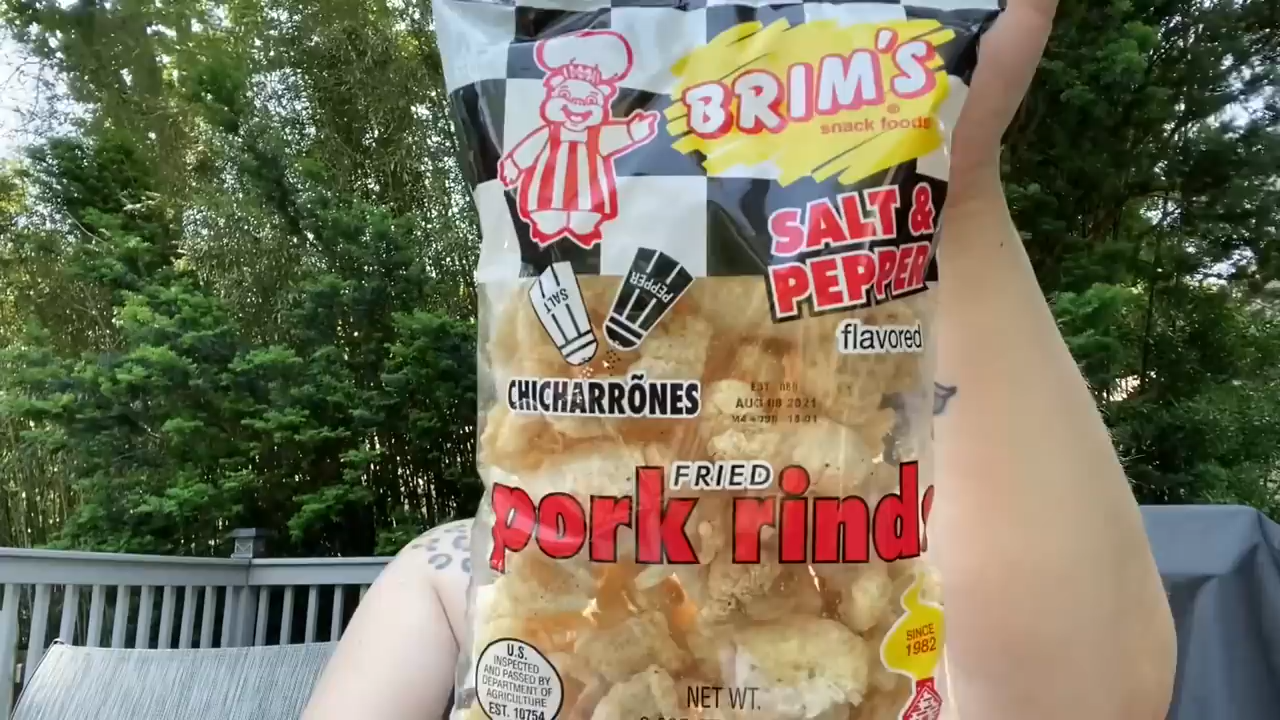 BRIM'S
snack foods
SALT &
PEPPER
flavored
SALT
PEPPER
CHICHARRÕNES
AUG 08 2021
FRIED
pork rinds
SINCE
1982
U.S.
INSPECTED
AND PASSED BY
DEPARTMENT OF
AGRICULTURE
EST. 10754
NET WT.